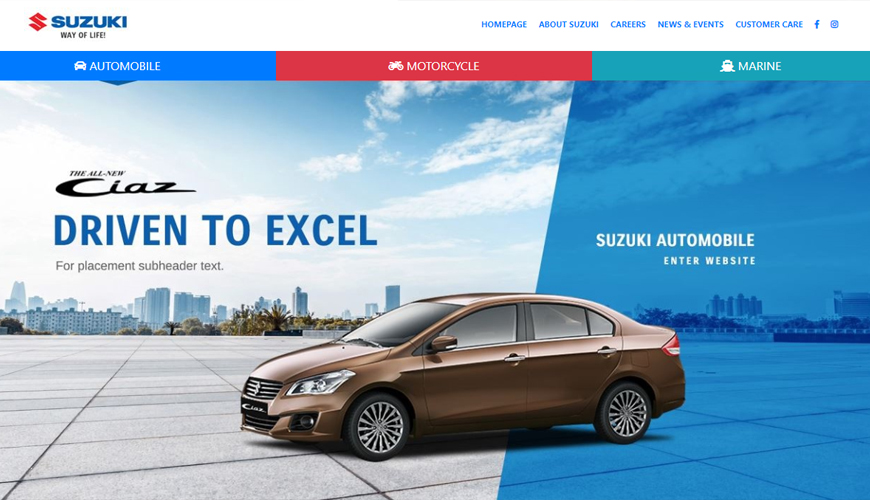 SUZUKI
WAY OF LIFE!
HOMEPAGE ABOUT SUZUKI CAREERS NEWS & EVENTS CUSTOMER CARE
AUTOMOBILE MOTORCYCLE MARINE
THE ALL-NEW
Ciaz
DRIVEN TO EXCEL
For placement subheader text.
SUZUKI AUTOMOBILE
ENTER WEBSITE
Ciaz